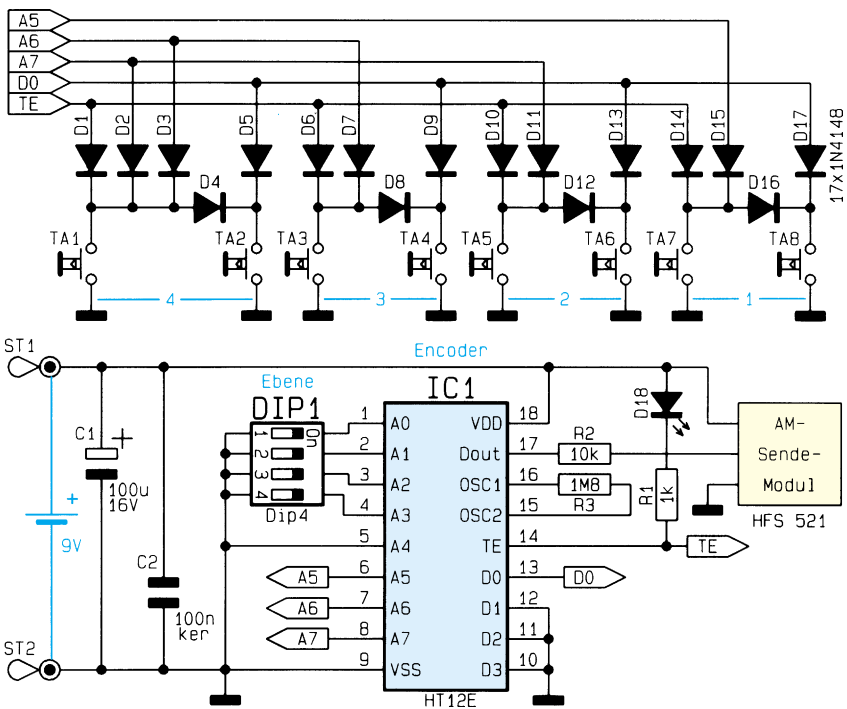 A5
A6
A7
D0
TE
D1
D2
D3
D5
D6
D7
D9
D10
D11
D13
D14
D15
D17
17x1N4148
D4
D8
D12
D16
TA1
TA2
TA3
TA4
TA5
TA6
TA7
TA8
4
3
2
1
ST1
Encoder
Ebene
DIP1
IC1
D18
C1
+
100u
16V
1
2
3
4
On
Dip4
1
A0
VDD
18
2
A1
Dout
17
R2
10k
3
A2
OSC1
16
1M8
R3
4
A3
OSC2
15
R1
1k
AM-
Sende-
Modul
HFS 521
+
9V
5
A4
TE
14
TE
C2
100n
ker
A5
6
A5
D0
13
D0
A6
7
A6
D1
12
A7
8
A7
D2
11
ST2
9
VSS
D3
10
HT12E